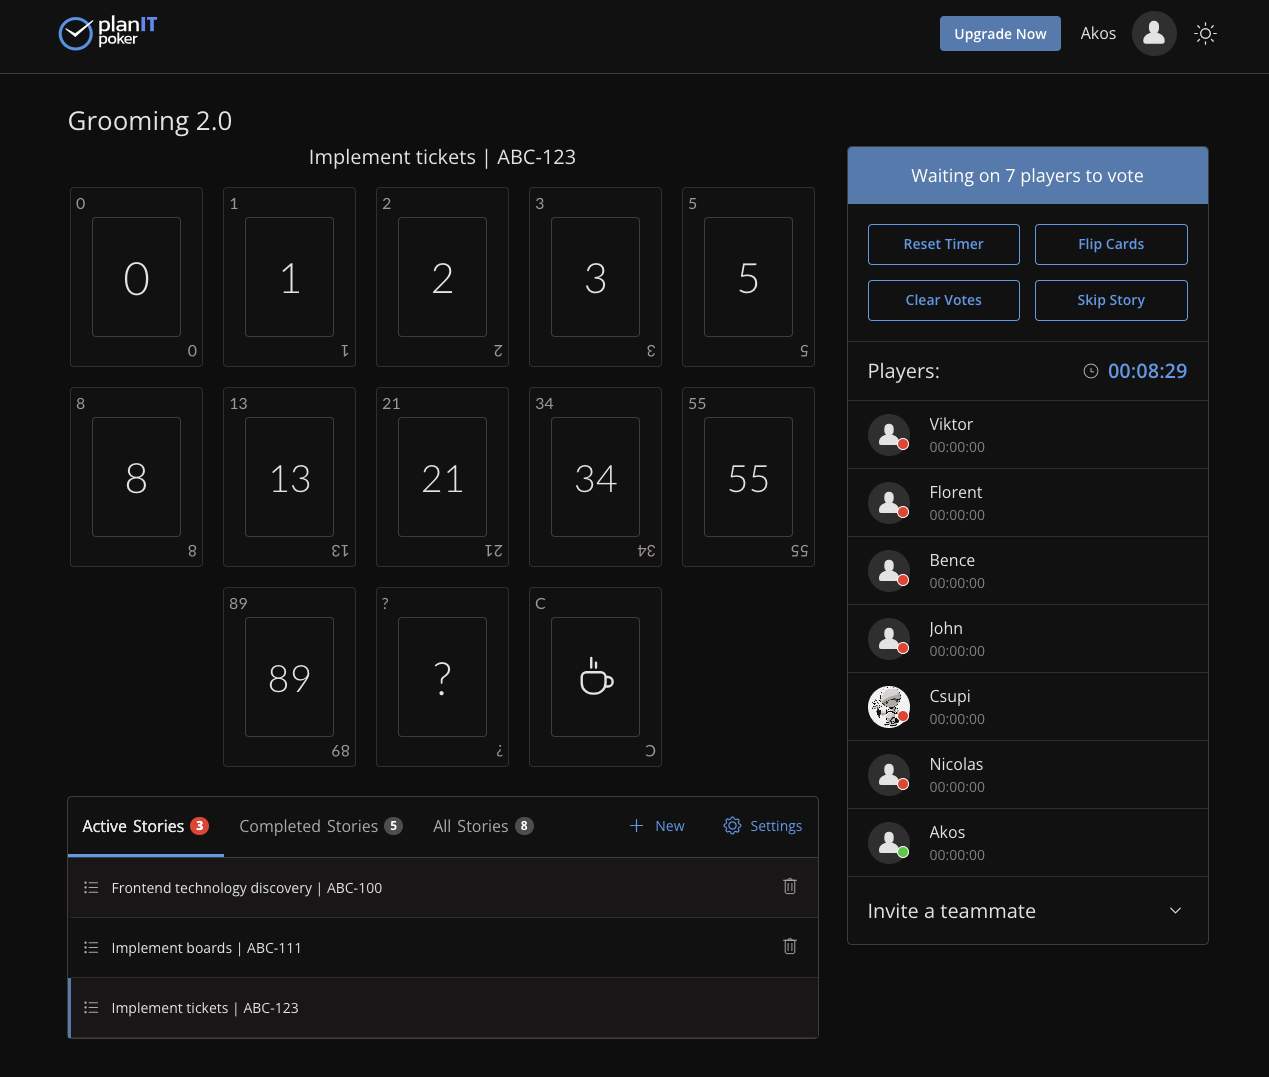 planIT
poker
Upgrade Now
Akos
Grooming 2.0
Implement tickets | ABC-123
0
0
0
1
1
1
2
2
2
3
3
3
5
5
5
8
8
8
13
13
13
21
21
21
34
34
34
55
55
55
89
89
89
?
?
?
C
C
Active Stories 3
Completed Stories 5
All Stories 8
+ New
Settings
Frontend technology discovery | ABC-100
Implement boards | ABC-111
Implement tickets | ABC-123
Waiting on 7 players to vote
Reset Timer
Flip Cards
Clear Votes
Skip Story
Players:
00:08:29
Viktor
00:00:00
Florent
00:00:00
Bence
00:00:00
John
00:00:00
Csupi
00:00:00
Nicolas
00:00:00
Akos
00:00:00
Invite a teammate